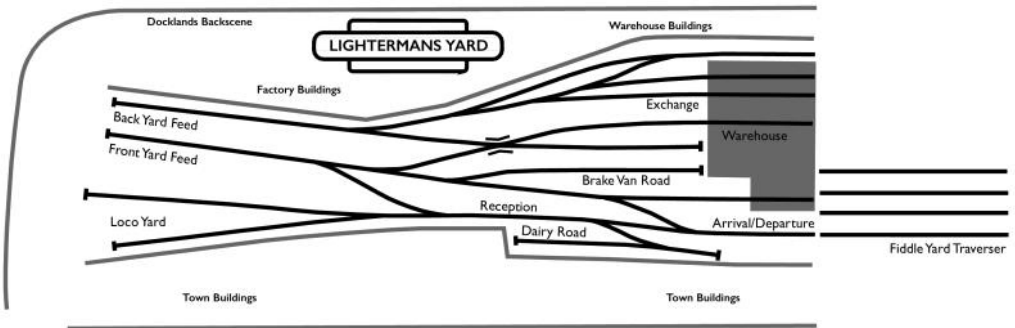 Docklands Backscene
LIGHTERMANS YARD
Warehouse Buildings
Factory Buildings
Back Yard Feed
Exchange
Warehouse
Front Yard Feed
Brake Van Road
Reception
Loco Yard
Dairy Road
Arrival/Departure
Fiddle Yard Traverser
Town Buildings
Town Buildings